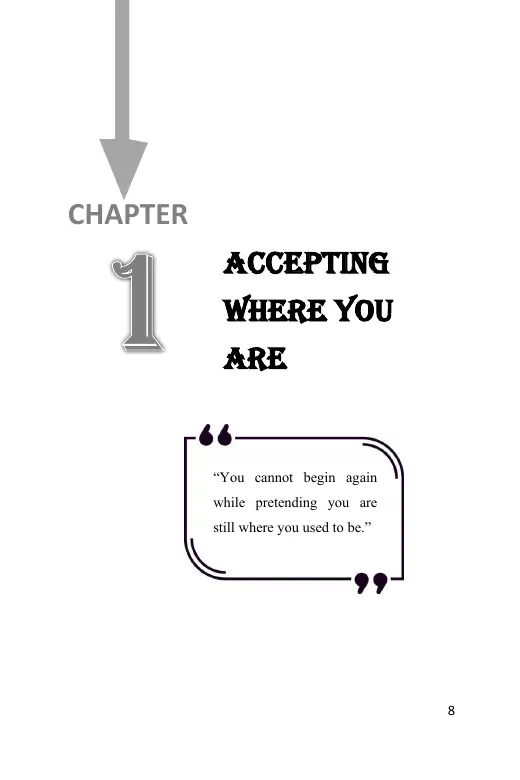 CHAPTER
1
ACCEPTING
WHERE YOU
ARE
“You cannot begin again
while pretending you are
still where you used to be.”
8